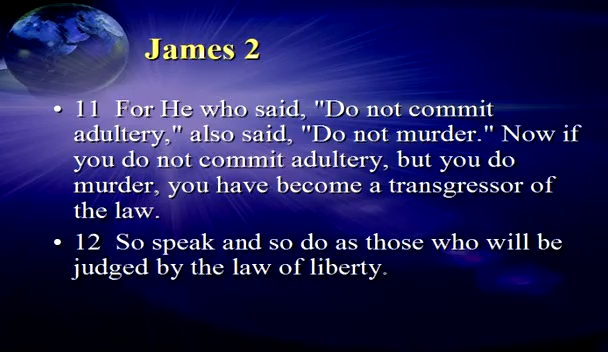 James 2
• 11 For He who said, "Do not commit
adultery," also said, "Do not murder." Now if
you do not commit adultery, but you do
murder, you have become a transgressor of
the law.
• 12 So speak and so do as those who will be
judged by the law of liberty.